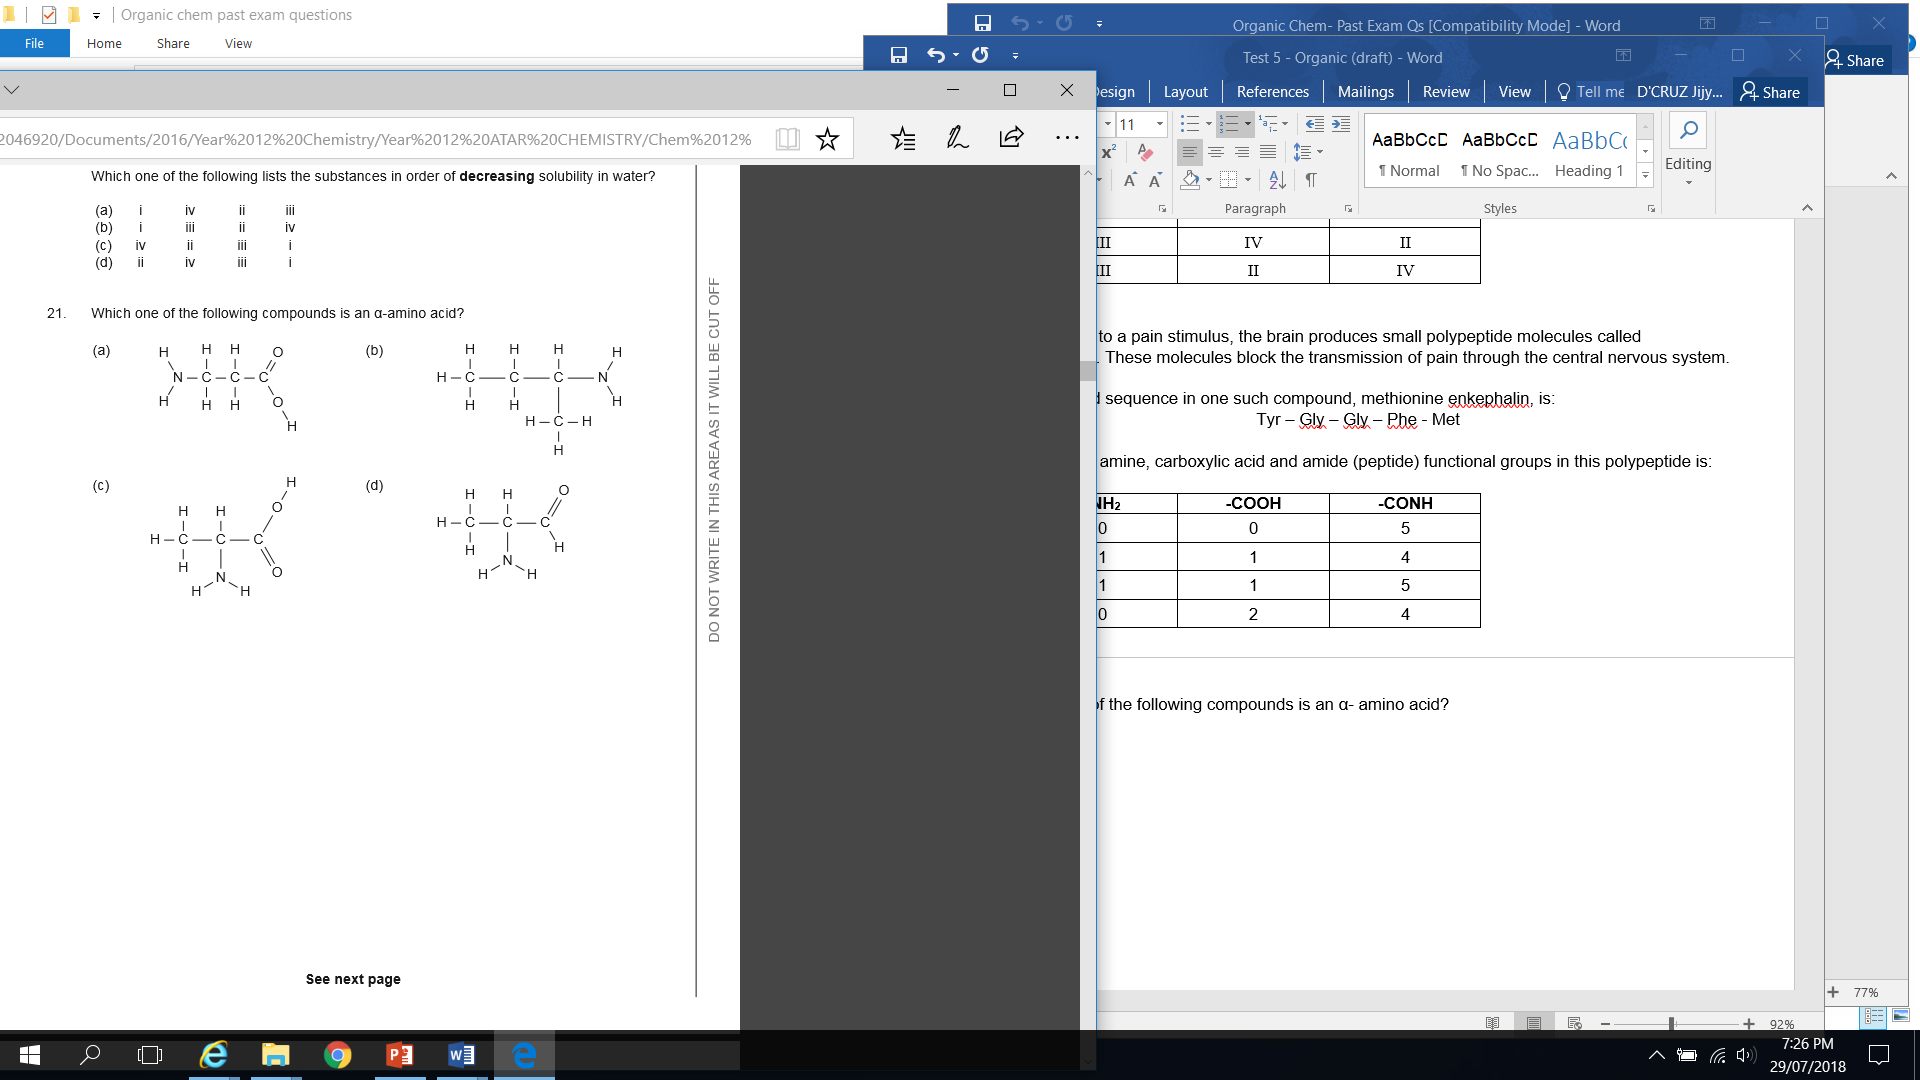 Organic chem past exam questions
File Home Share View
Organic Chem- Past Exam Qs [Compatibility Mode] - Word
Share
Test 5 - Organic (draft) - Word
Design Layout References Mailings Review View Tell me D'CRUZ Jijy... Share
2046920/Documents/2016/Year%2012%20Chemistry/Year%2012%20ATAR%20CHEMISTRY/Chem%2012%
11
AaBbCcD AaBbCcD AaBbCc
¶ Normal ¶ No Spac... Heading 1
Editing
Paragraph Styles
Which one of the following lists the substances in order of decreasing solubility in water?
(a) i iv ii iii
(b) i iii ii iv
(c) iv ii iii i
(d) ii iv iii i
21. Which one of the following compounds is an α-amino acid?
(a)
H H H O
N C C C
H H H O
H
(b)
H H H H
H C C C N
H H H
H C H
H
(c)
H
H H O
H C C C
H O
N
H H
(d)
H H O
H C C C
H H
N
H H
DO NOT WRITE IN THIS AREA AS IT WILL BE CUT OFF
See next page
III IV II
III II IV
to a pain stimulus, the brain produces small polypeptide molecules called
. These molecules block the transmission of pain through the central nervous system.
sequence in one such compound, methionine enkephalin, is:
Tyr – Gly – Gly – Phe - Met
amine, carboxylic acid and amide (peptide) functional groups in this polypeptide is:
NH₂ -COOH -CONH
0 0 5
1 1 4
1 1 5
0 2 4
of the following compounds is an α- amino acid?
77%
92%
7:26 PM
29/07/2018